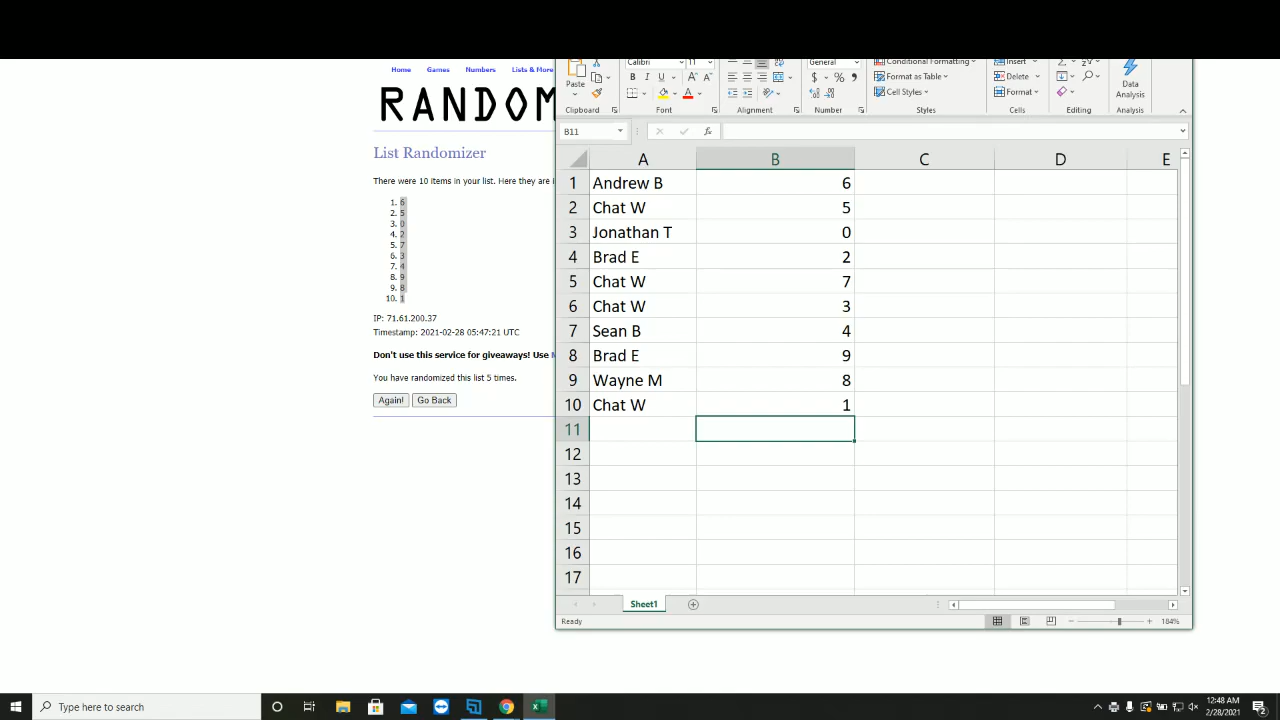 Home Games Numbers Lists & More
RANDOM
List Randomizer
There were 10 items in your list. Here they are i
1. 6
2. 5
3. 0
4. 2
5. 7
6. 3
7. 4
8. 9
9. 8
10. 1
IP: 71.61.200.37
Timestamp: 2021-02-28 05:47:21 UTC
Don't use this service for giveaways! Use
You have randomized this list 5 times.
Again! Go Back
Calibri 11 General Conditional Formatting Insert
Paste B I U $ % Format as Table Delete Data
Cell Styles Format Analysis
Clipboard Font Alignment Number Styles Cells Editing Analysis
B11 fx
A B C D E
1 Andrew B 6
2 Chat W 5
3 Jonathan T 0
4 Brad E 2
5 Chat W 7
6 Chat W 3
7 Sean B 4
8 Brad E 9
9 Wayne M 8
10 Chat W 1
11
12
13
14
15
16
17
Sheet1
Ready 184%
Type here to search 12:48 AM
2/28/2021 2